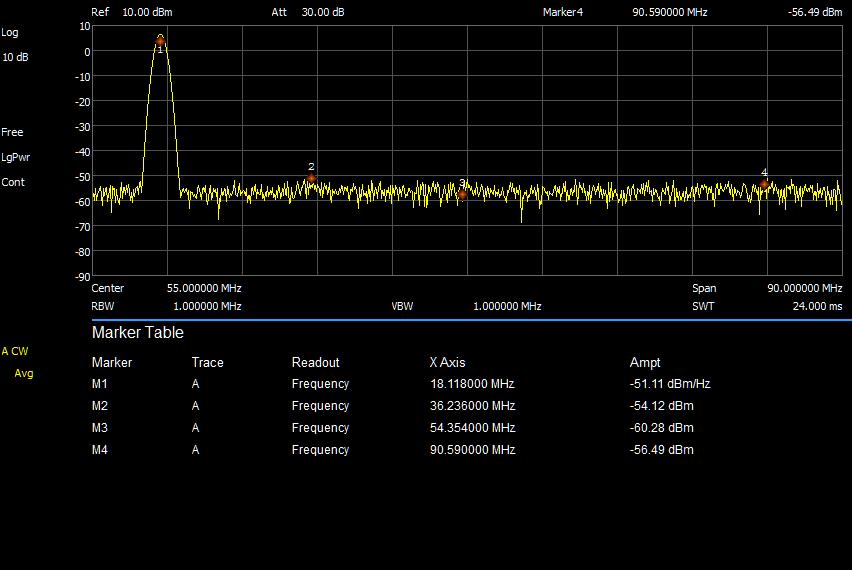 Ref 10.00 dBm Att 30.00 dB Marker4 90.590000 MHz -56.49 dBm
Log
10 dB
Free
LgPwr
Cont
A CW
Avg
10
0
-10
-20
-30
-40
-50
-60
-70
-80
-90
1
2
3
4
Center 55.000000 MHz Span 90.000000 MHz
RBW 1.000000 MHz VBW 1.000000 MHz SWT 24.000 ms
Marker Table
Marker Trace Readout X Axis Ampt
M1 A Frequency 18.118000 MHz -51.11 dBm/Hz
M2 A Frequency 36.236000 MHz -54.12 dBm
M3 A Frequency 54.354000 MHz -60.28 dBm
M4 A Frequency 90.590000 MHz -56.49 dBm